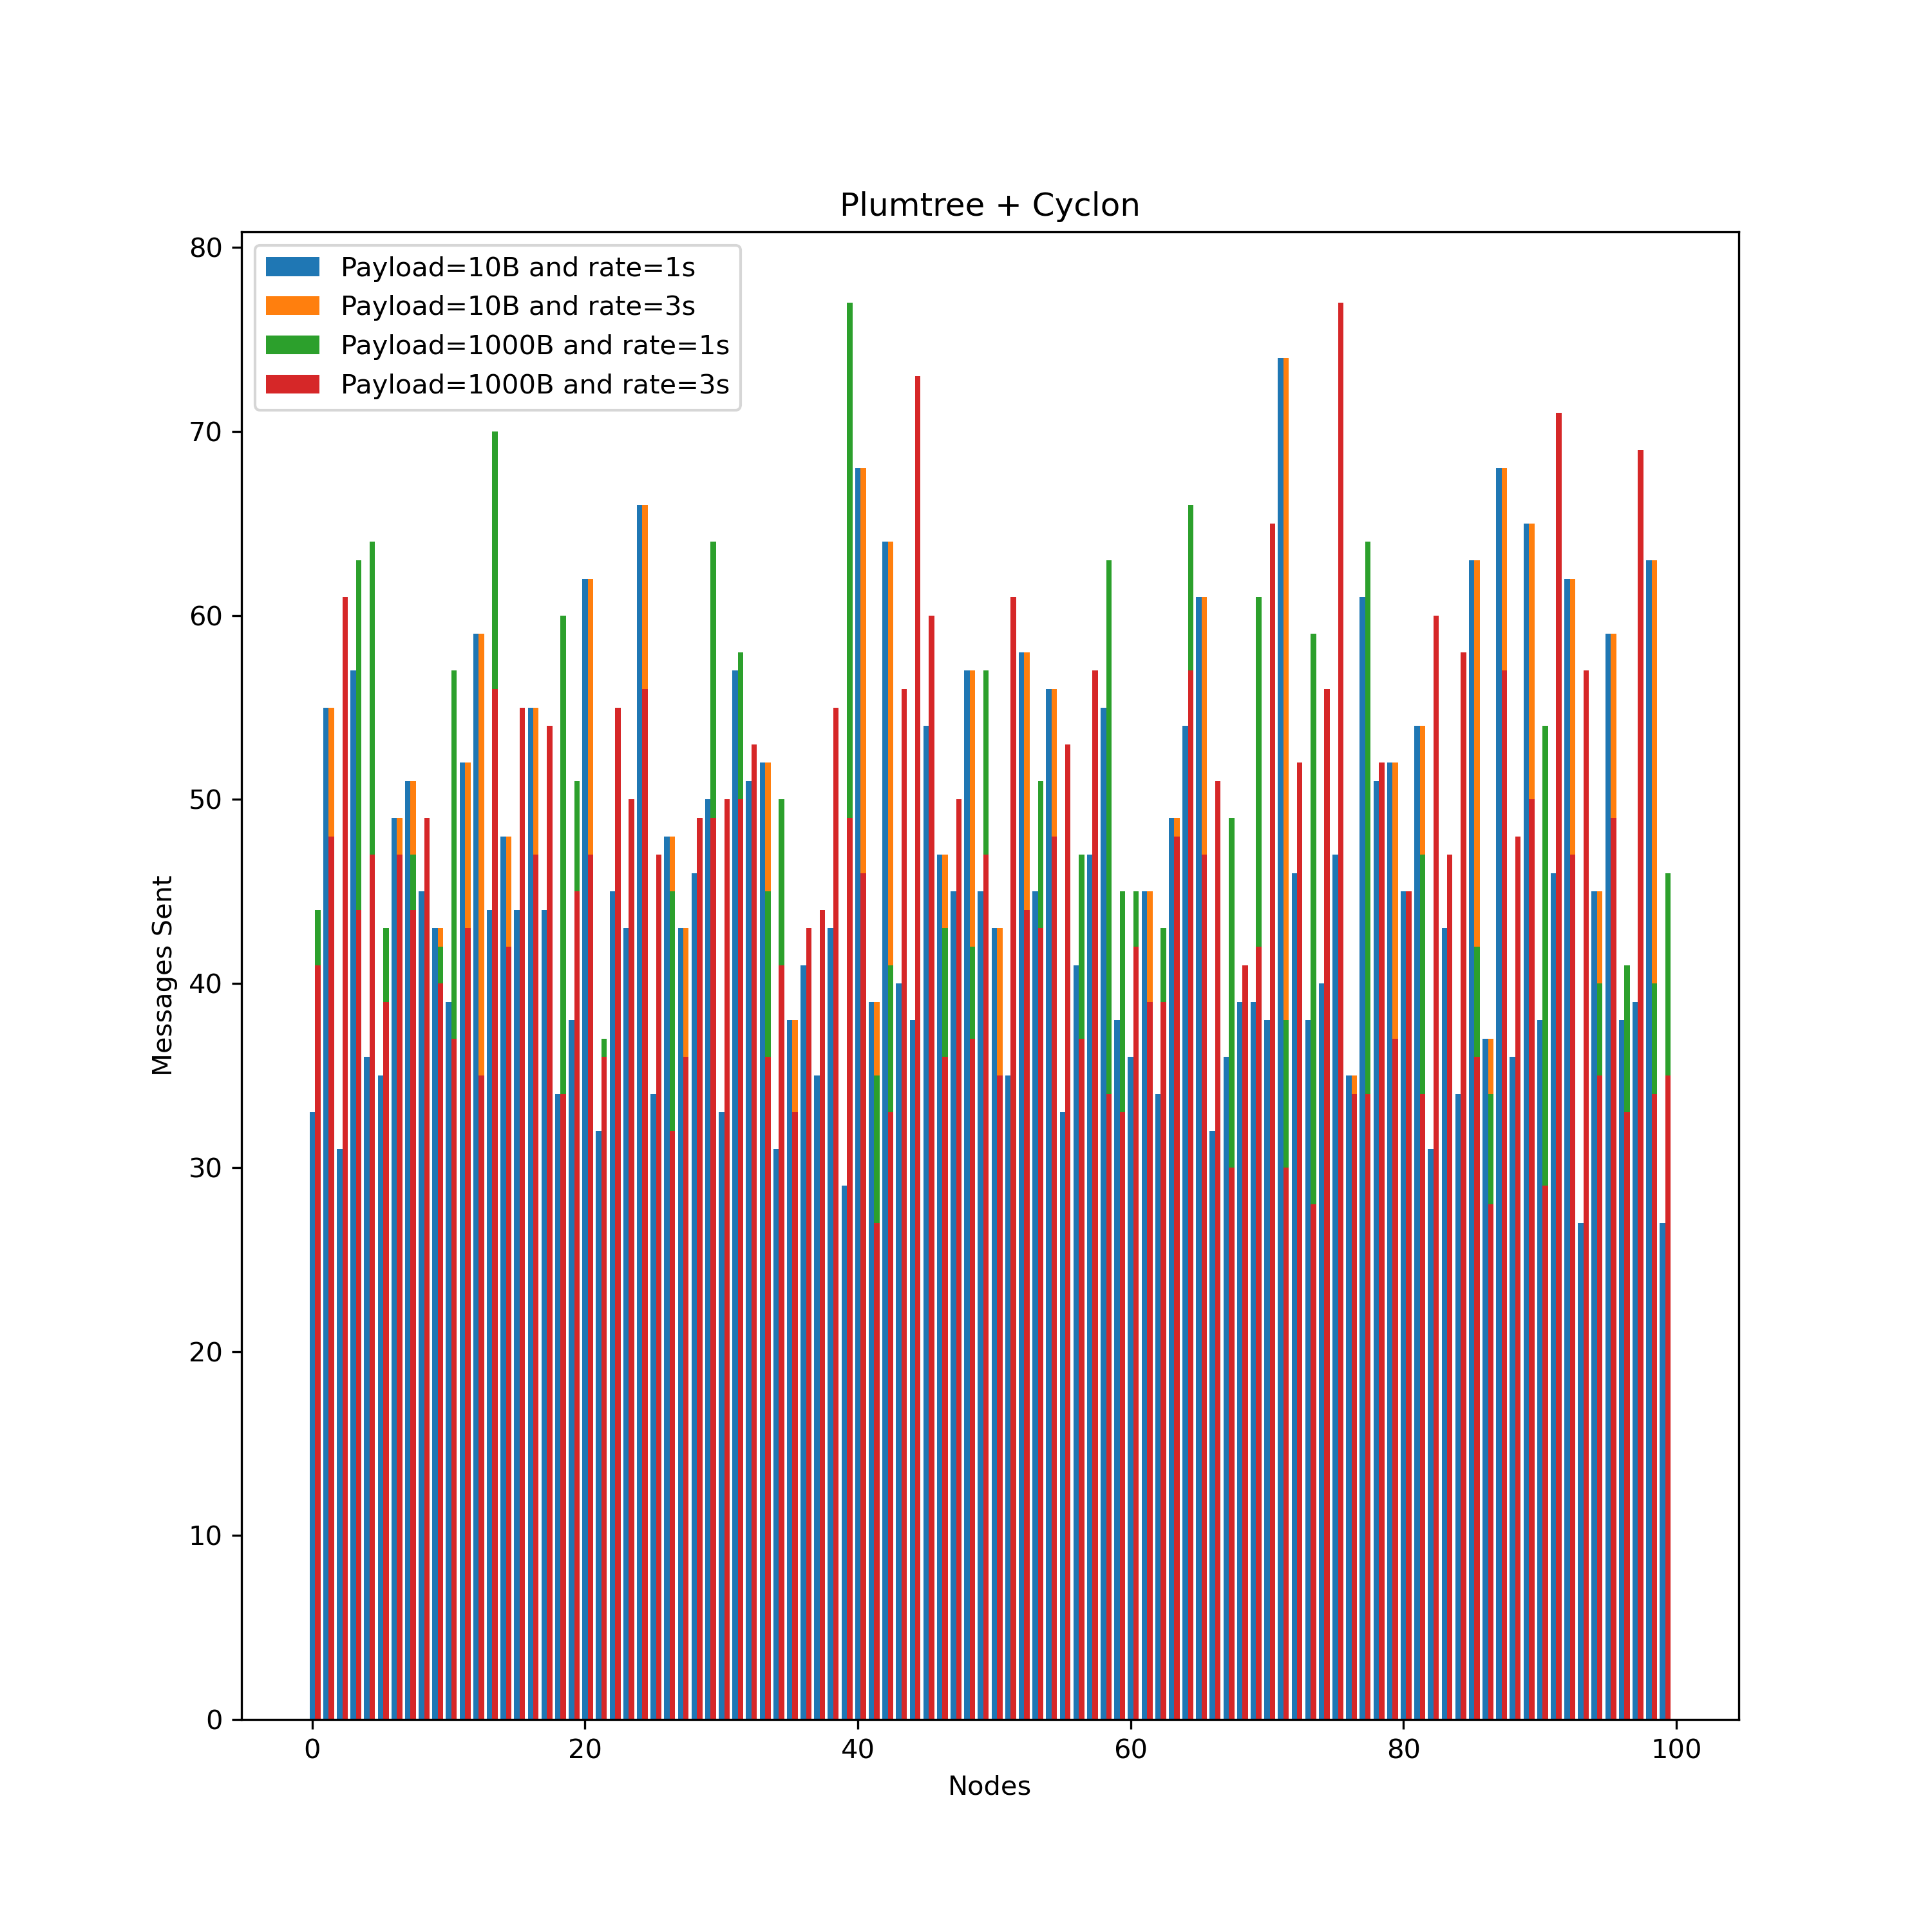 Plumtree + Cyclon
Payload=10B and rate=1s
Payload=10B and rate=3s
Payload=1000B and rate=1s
Payload=1000B and rate=3s
80
70
60
50
40
30
20
10
0
Messages Sent
0 20 40 60 80 100
Nodes